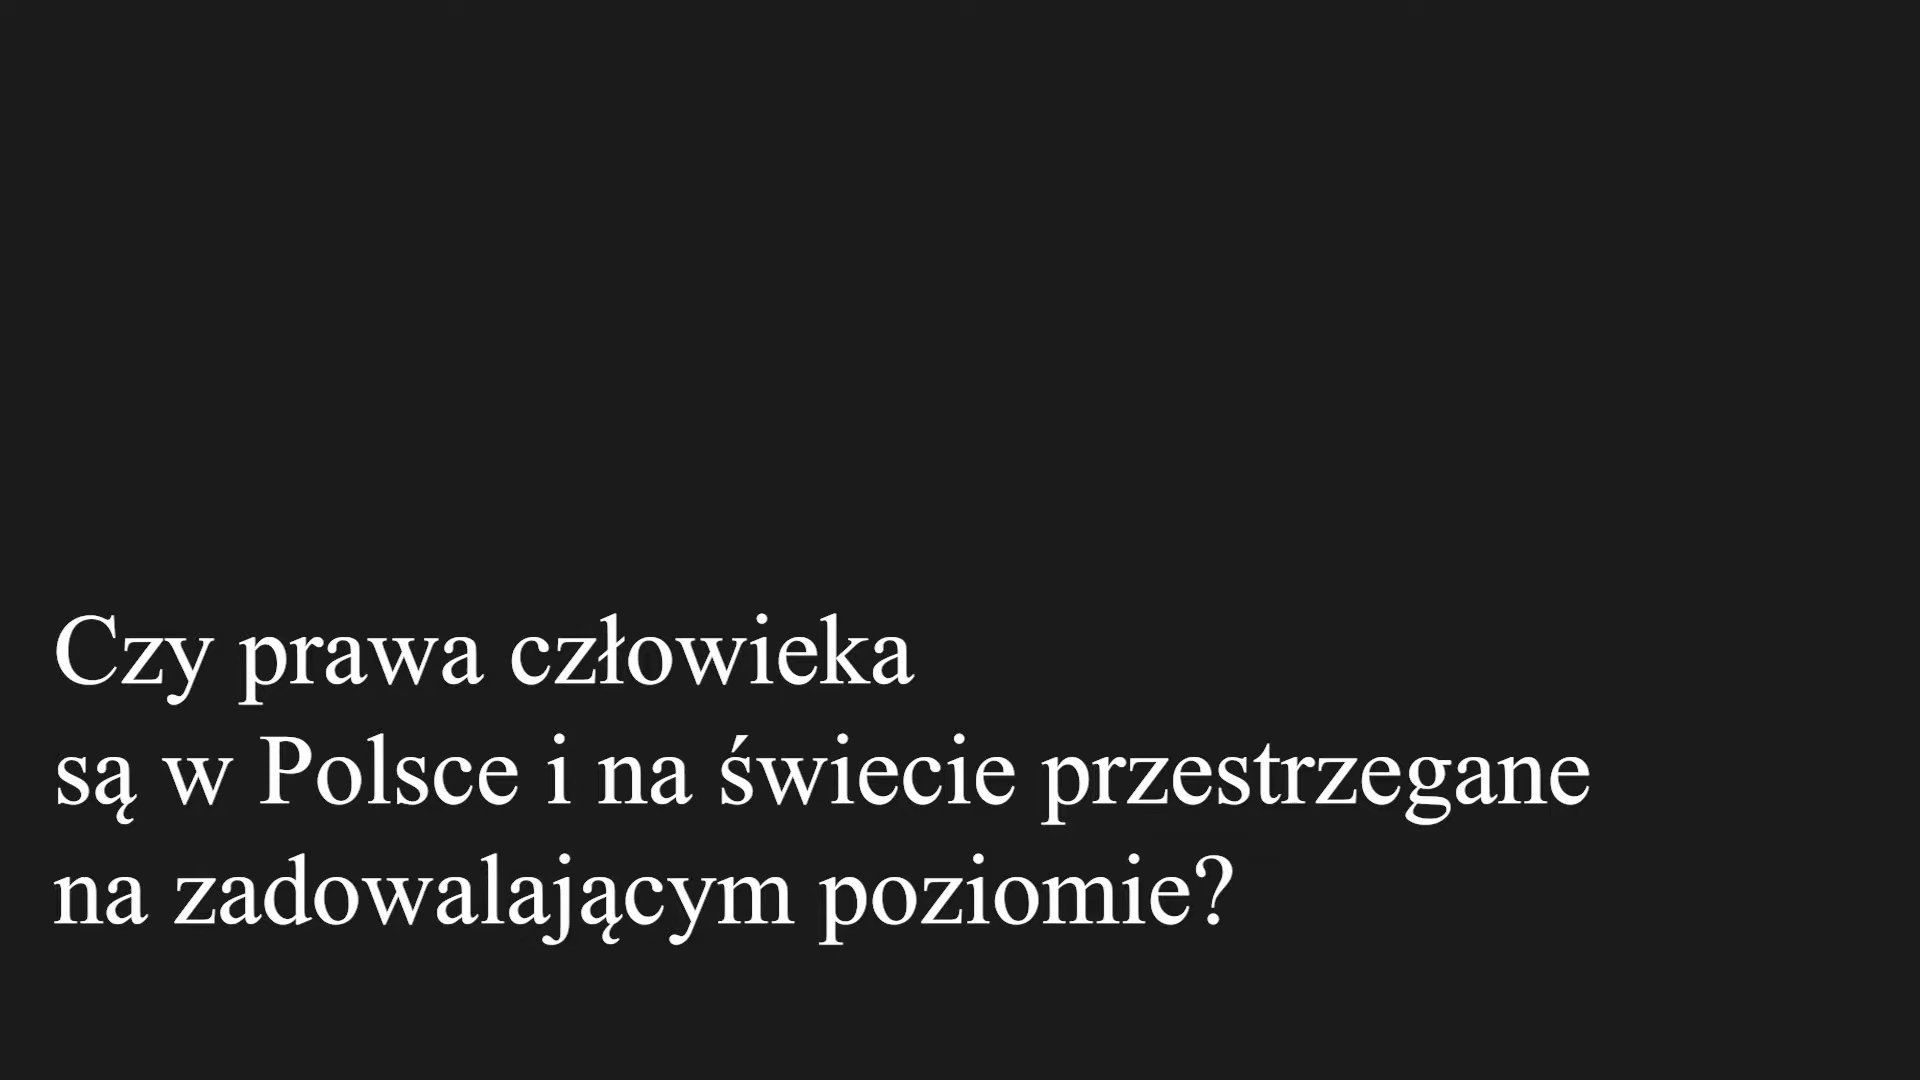 Czy prawa człowieka
są w Polsce i na świecie przestrzegane
na zadowalającym poziomie?